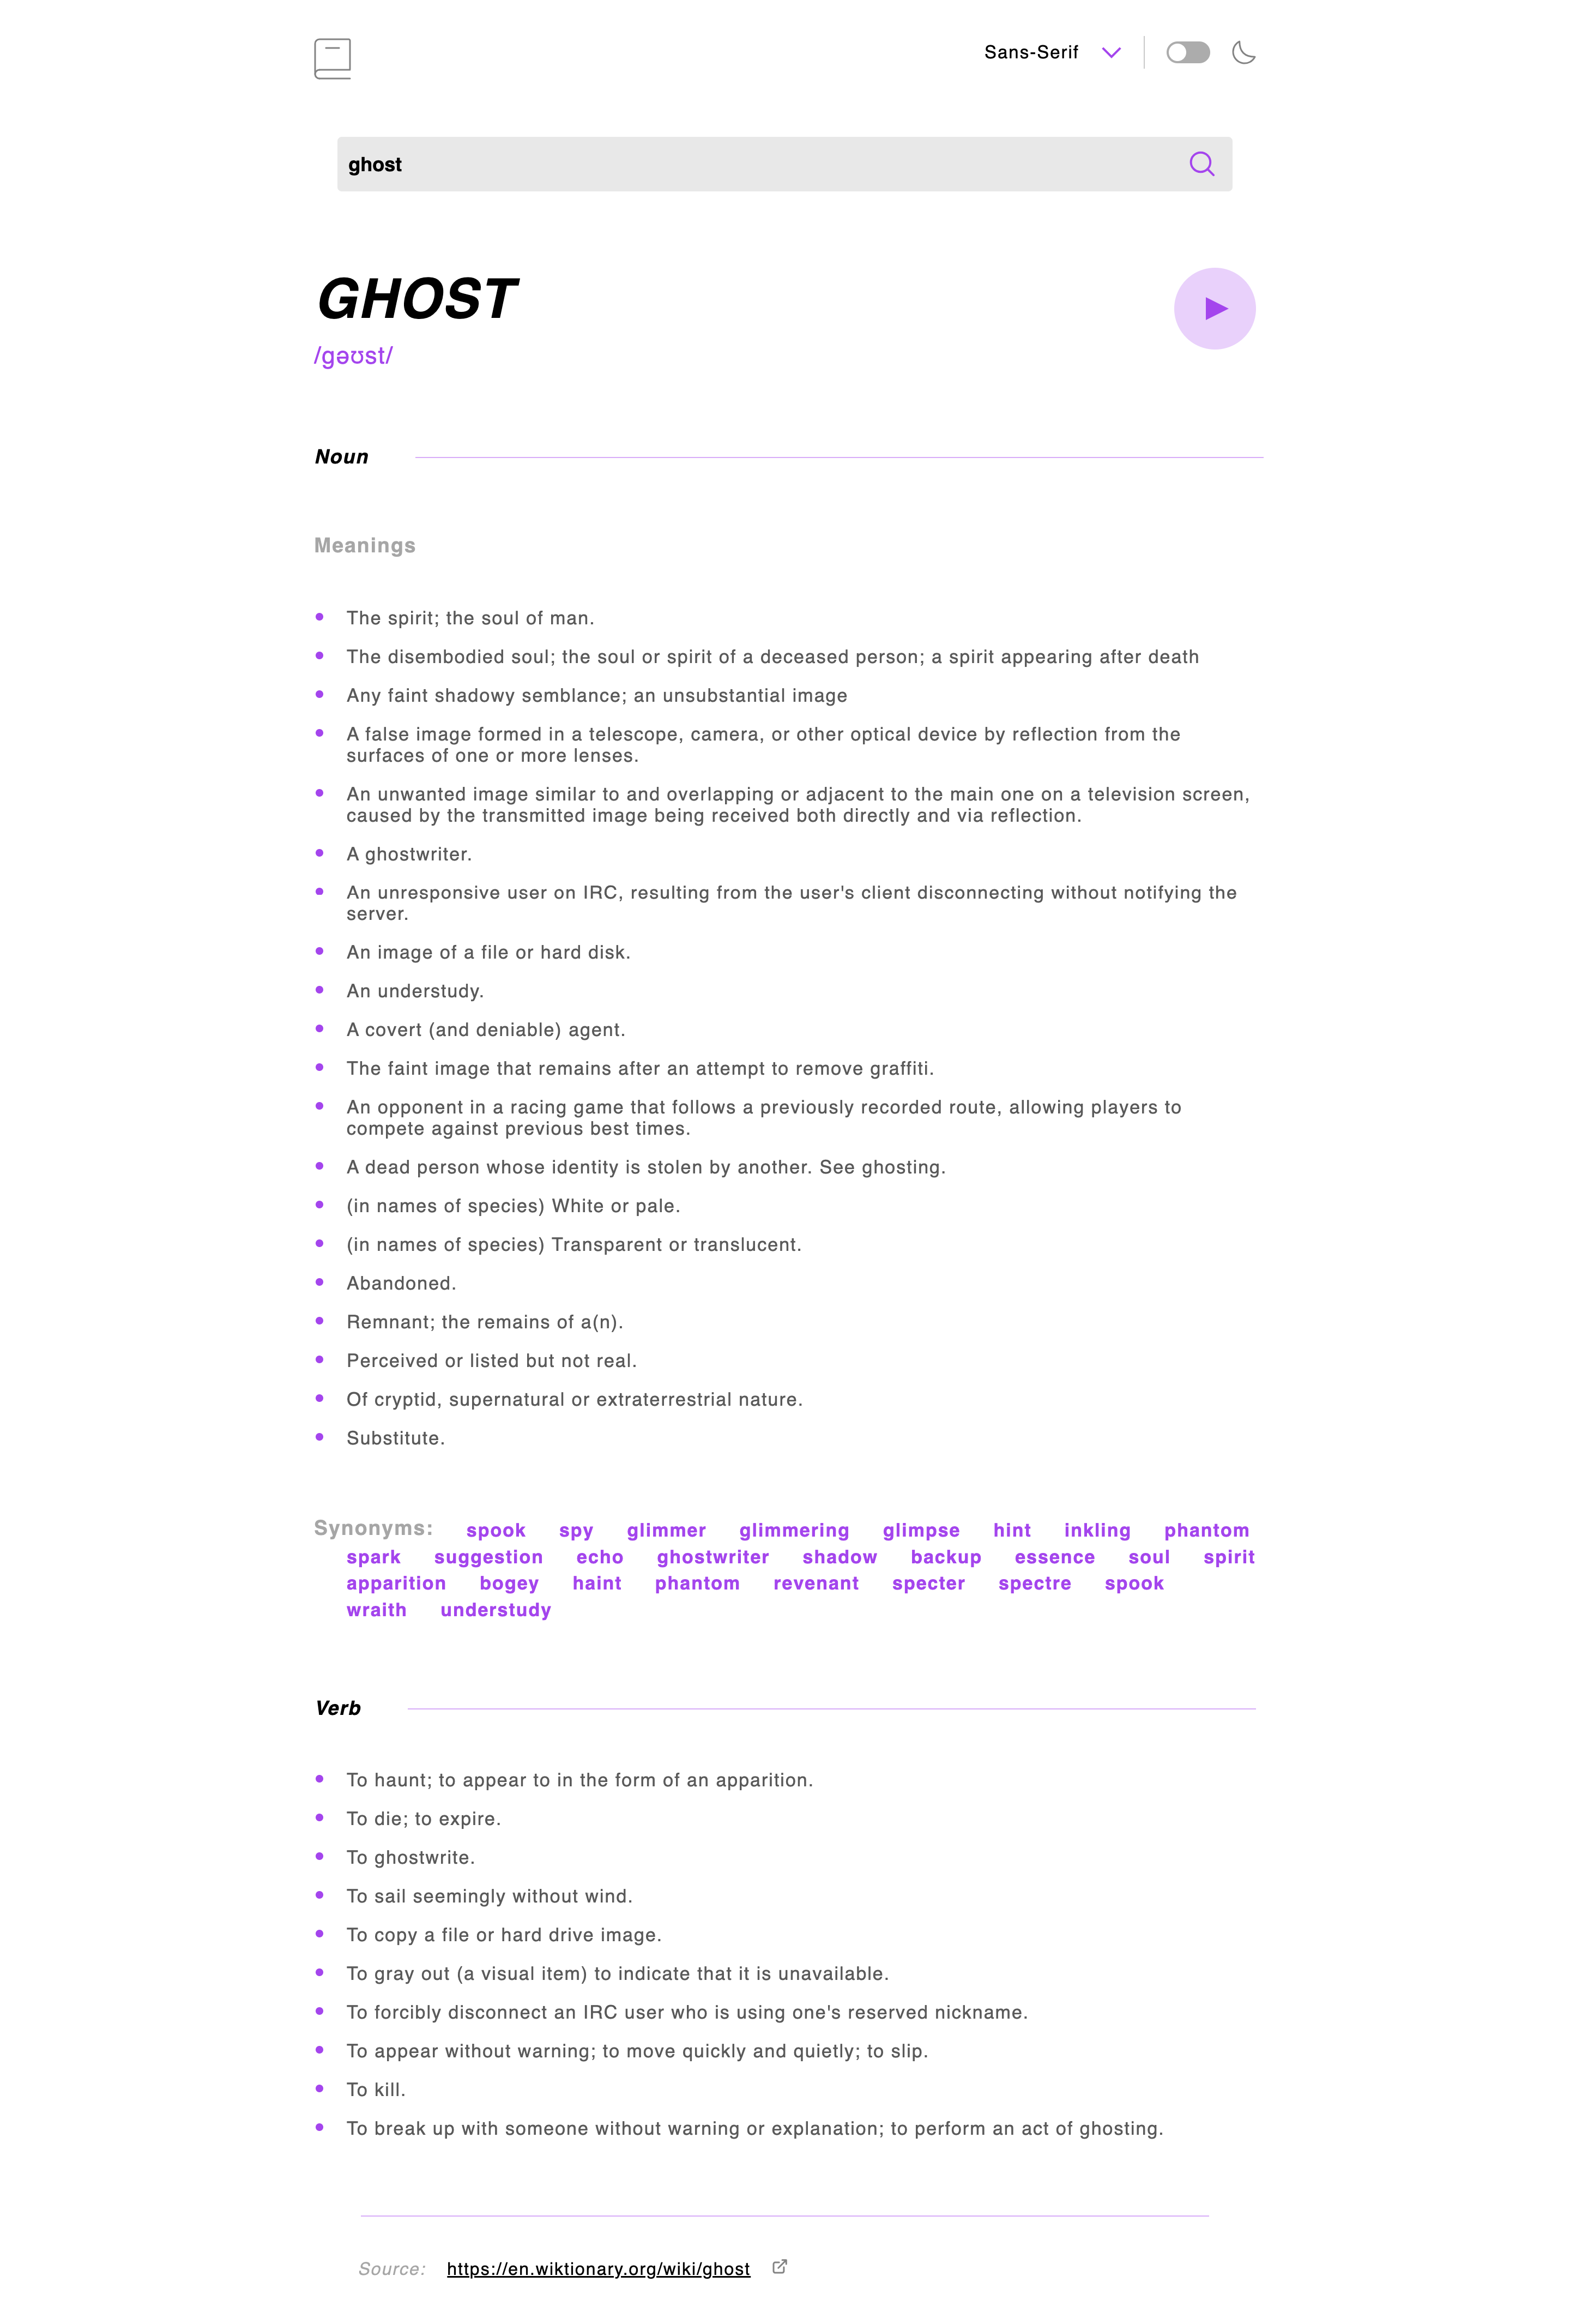 Sans-Serif
ghost
GHOST
/ɡəʊst/
Noun
Meanings
The spirit; the soul of man.
The disembodied soul; the soul or spirit of a deceased person; a spirit appearing after death
Any faint shadowy semblance; an unsubstantial image
A false image formed in a telescope, camera, or other optical device by reflection from the
surfaces of one or more lenses.
An unwanted image similar to and overlapping or adjacent to the main one on a television screen,
caused by the transmitted image being received both directly and via reflection.
A ghostwriter.
An unresponsive user on IRC, resulting from the user's client disconnecting without notifying the
server.
An image of a file or hard disk.
An understudy.
A covert (and deniable) agent.
The faint image that remains after an attempt to remove graffiti.
An opponent in a racing game that follows a previously recorded route, allowing players to
compete against previous best times.
A dead person whose identity is stolen by another. See ghosting.
(in names of species) White or pale.
(in names of species) Transparent or translucent.
Abandoned.
Remnant; the remains of a(n).
Perceived or listed but not real.
Of cryptid, supernatural or extraterrestrial nature.
Substitute.
Synonyms: spook spy glimmer glimmering glimpse hint inkling phantom
spark suggestion echo ghostwriter shadow backup essence soul spirit
apparition bogey haint phantom revenant specter spectre spook
wraith understudy
Verb
To haunt; to appear to in the form of an apparition.
To die; to expire.
To ghostwrite.
To sail seemingly without wind.
To copy a file or hard drive image.
To gray out (a visual item) to indicate that it is unavailable.
To forcibly disconnect an IRC user who is using one's reserved nickname.
To appear without warning; to move quickly and quietly; to slip.
To kill.
To break up with someone without warning or explanation; to perform an act of ghosting.
Source: https://en.wiktionary.org/wiki/ghost